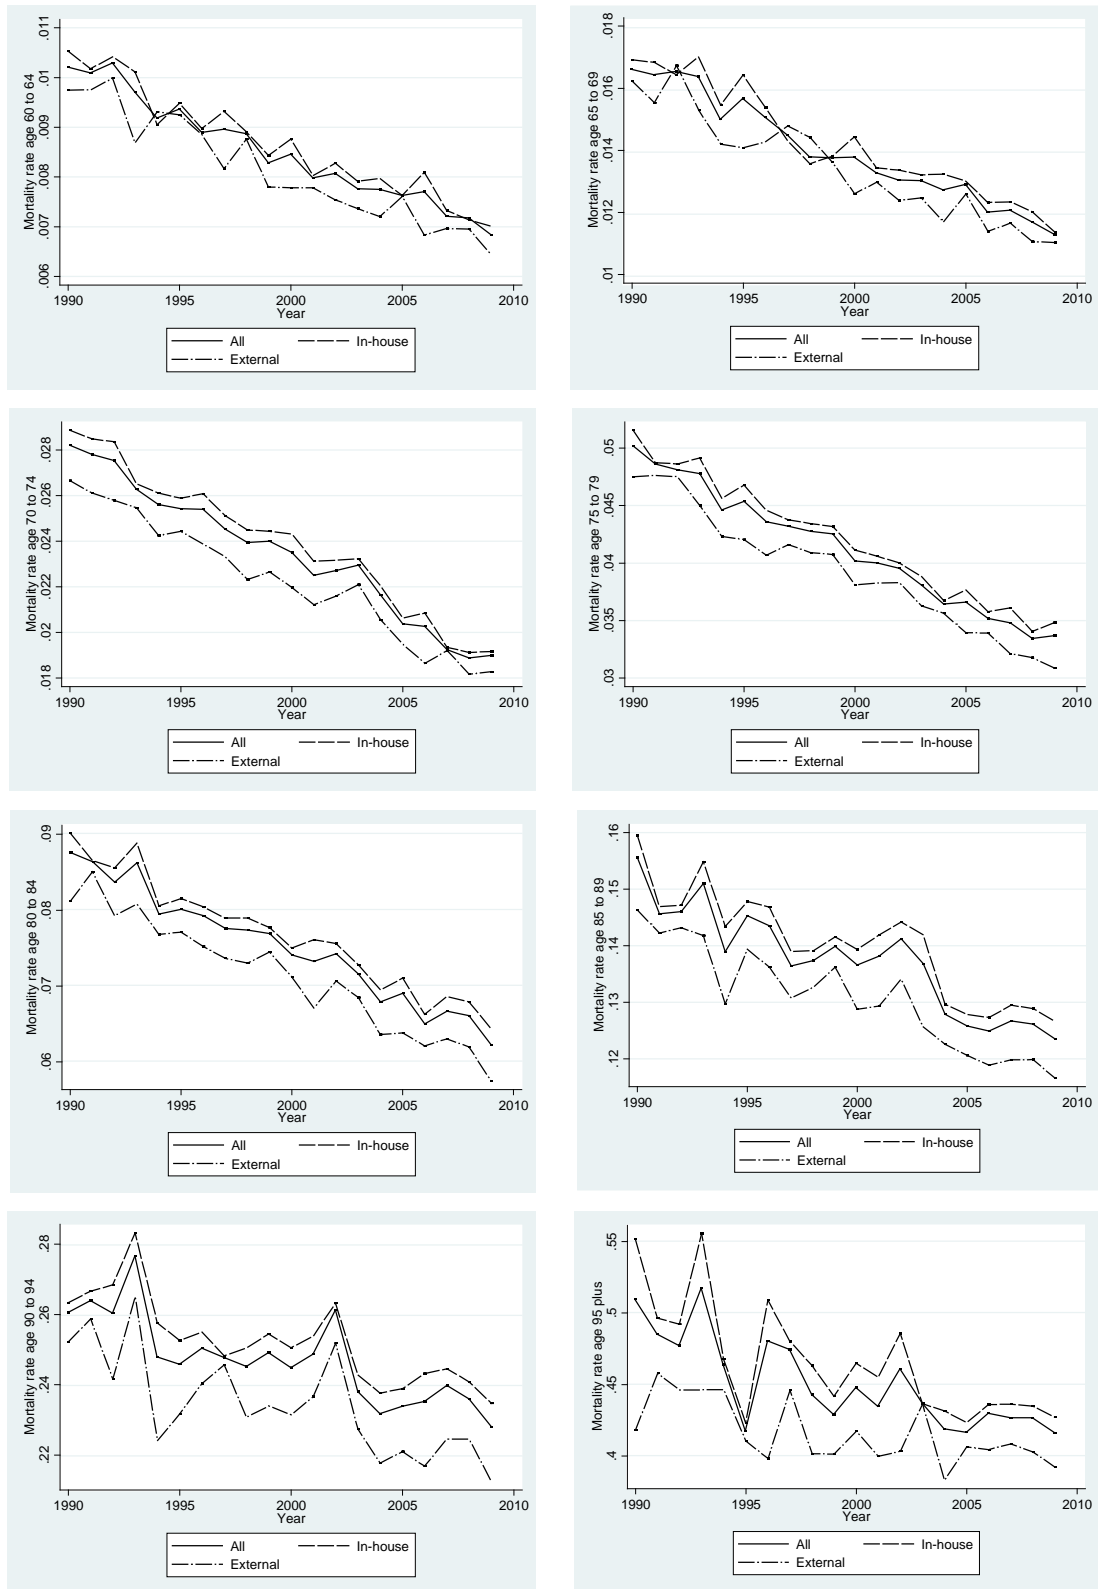 Mortality rate age 60 to 64
.011
.01
.009
.008
.007
.006
1990 1995 2000 2005 2010
Year
All In-house
External
Mortality rate age 65 to 69
.018
.016
.014
.012
.01
1990 1995 2000 2005 2010
Year
All In-house
External
Mortality rate age 70 to 74
.028
.026
.024
.022
.02
.018
1990 1995 2000 2005 2010
Year
All In-house
External
Mortality rate age 75 to 79
.05
.045
.04
.035
.03
1990 1995 2000 2005 2010
Year
All In-house
External
Mortality rate age 80 to 84
.09
.08
.07
.06
1990 1995 2000 2005 2010
Year
All In-house
External
Mortality rate age 85 to 89
.16
.15
.14
.13
.12
1990 1995 2000 2005 2010
Year
All In-house
External
Mortality rate age 90 to 94
.28
.26
.24
.22
1990 1995 2000 2005 2010
Year
All In-house
External
Mortality rate age 95 plus
.55
.5
.45
.4
1990 1995 2000 2005 2010
Year
All In-house
External